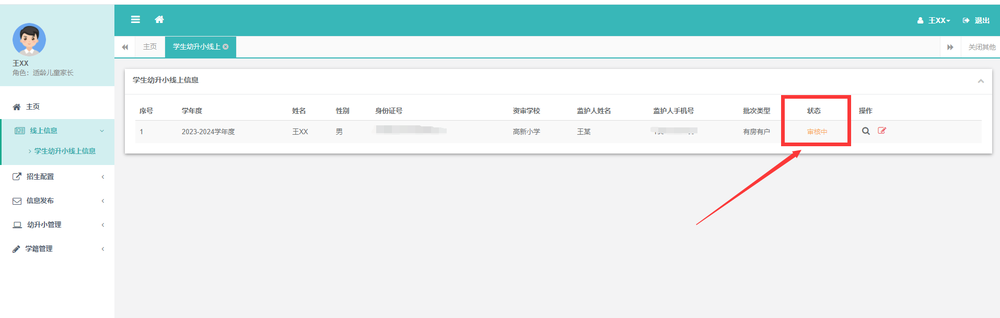 王XX
退出
主页
学生幼升小线上
关闭其他
王XX
角色：适龄儿童家长
主页
线上信息
学生幼升小线上信息
招生配置
信息发布
幼升小管理
学籍管理
学生幼升小线上信息
序号 学年度 姓名 性别 身份证号 资审学校 监护人姓名 监护人手机号 批次类型 状态 操作
1 2023-2024学年度 王XX 男 高新小学 王某 有房有户 审核中